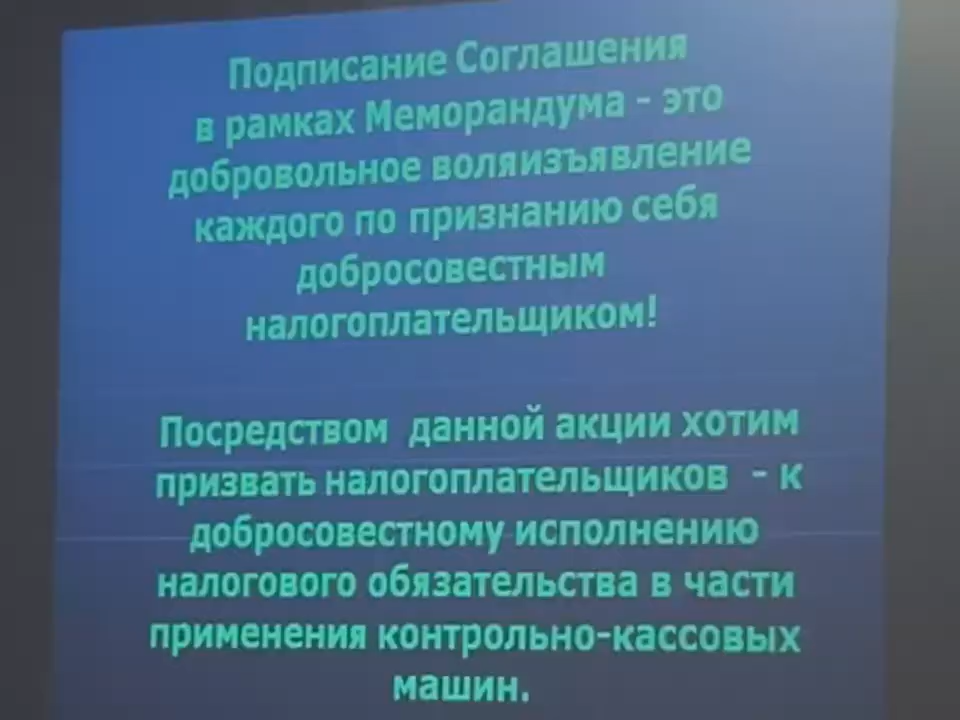 Подписание Соглашения
в рамках Меморандума - это
добровольное воляизъявление
каждого по признанию себя
добросовестным
налогоплательщиком!
Посредством данной акции хотим
призвать налогоплательщиков - к
добросовестному исполнению
налогового обязательства в части
применения контрольно-кассовых
машин.